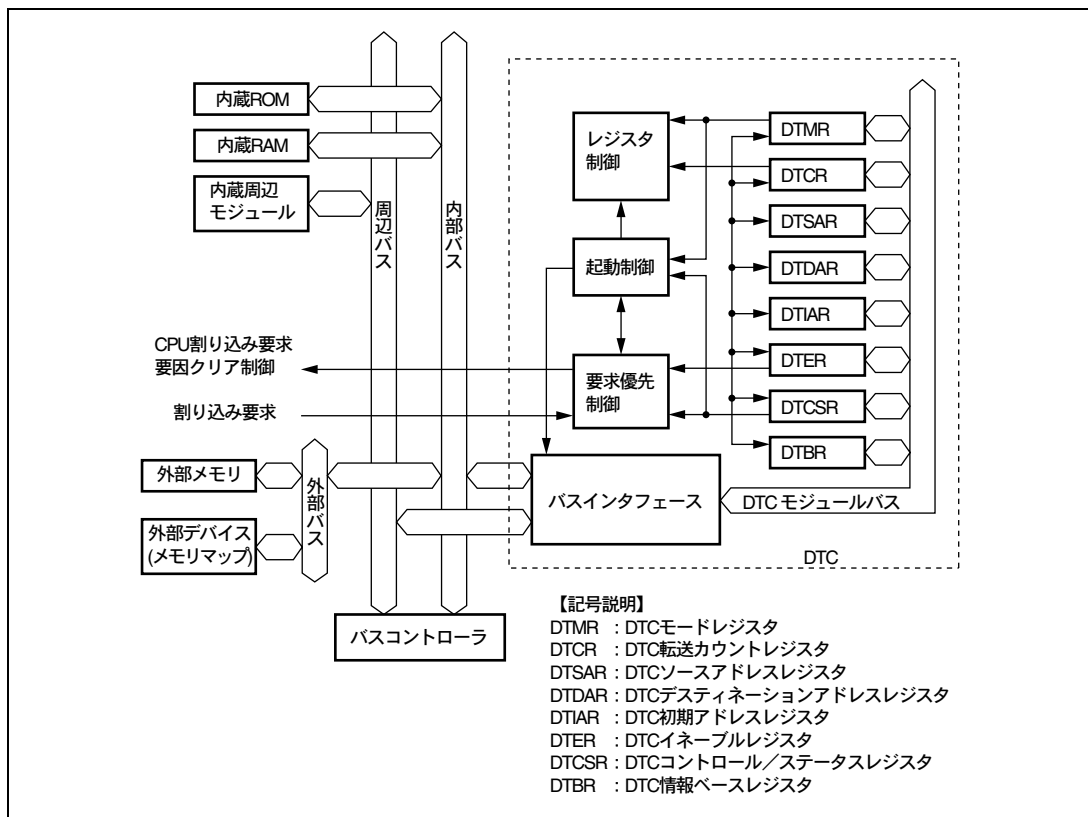 内蔵ROM
内蔵RAM
内蔵周辺
モジュール
周辺バス
内部バス
CPU割り込み要求
要因クリア制御
割り込み要求
外部メモリ
外部デバイス
(メモリマップ)
外部バス
バスコントローラ
レジスタ
制御
起動制御
要求優先
制御
バスインタフェース
DTMR
DTCR
DTSAR
DTDAR
DTIAR
DTER
DTCSR
DTBR
DTC モジュールバス
DTC
【記号説明】
DTMR :DTCモードレジスタ
DTCR :DTC転送カウントレジスタ
DTSAR :DTCソースアドレスレジスタ
DTDAR :DTCデスティネーションアドレスレジスタ
DTIAR :DTC初期アドレスレジスタ
DTER :DTCイネーブルレジスタ
DTCSR :DTCコントロール／ステータスレジスタ
DTBR :DTC情報ベースレジスタ